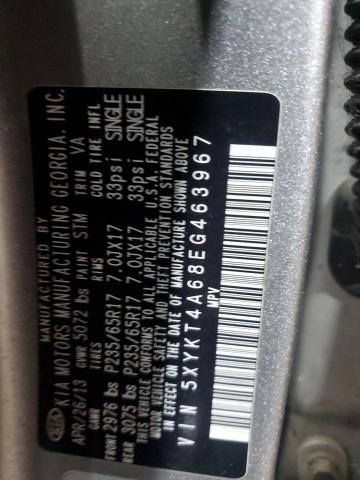 MANUFACTURED BY
KIA KIA MOTORS MANUFACTURING GEORGIA, INC.
APR/26/13 GVWR 5072 lbs PAINT STM TRIM VA
GAWR TIRES RIMS COLD TIRE INFL
FRONT 2976 lbs P235/65R17 7.0JX17 33psi SINGLE
REAR 3075 lbs P235/65R17 7.0JX17 33psi SINGLE
THIS VEHICLE CONFORMS TO ALL APPLICABLE U.S.A FEDERAL
MOTOR VEHICLE SAFETY STANDARDS IN EFFECT ON THE DATE OF MANUFACTURE SHOWN ABOVE
VIN 5XYKT4A68EG463967
MPV